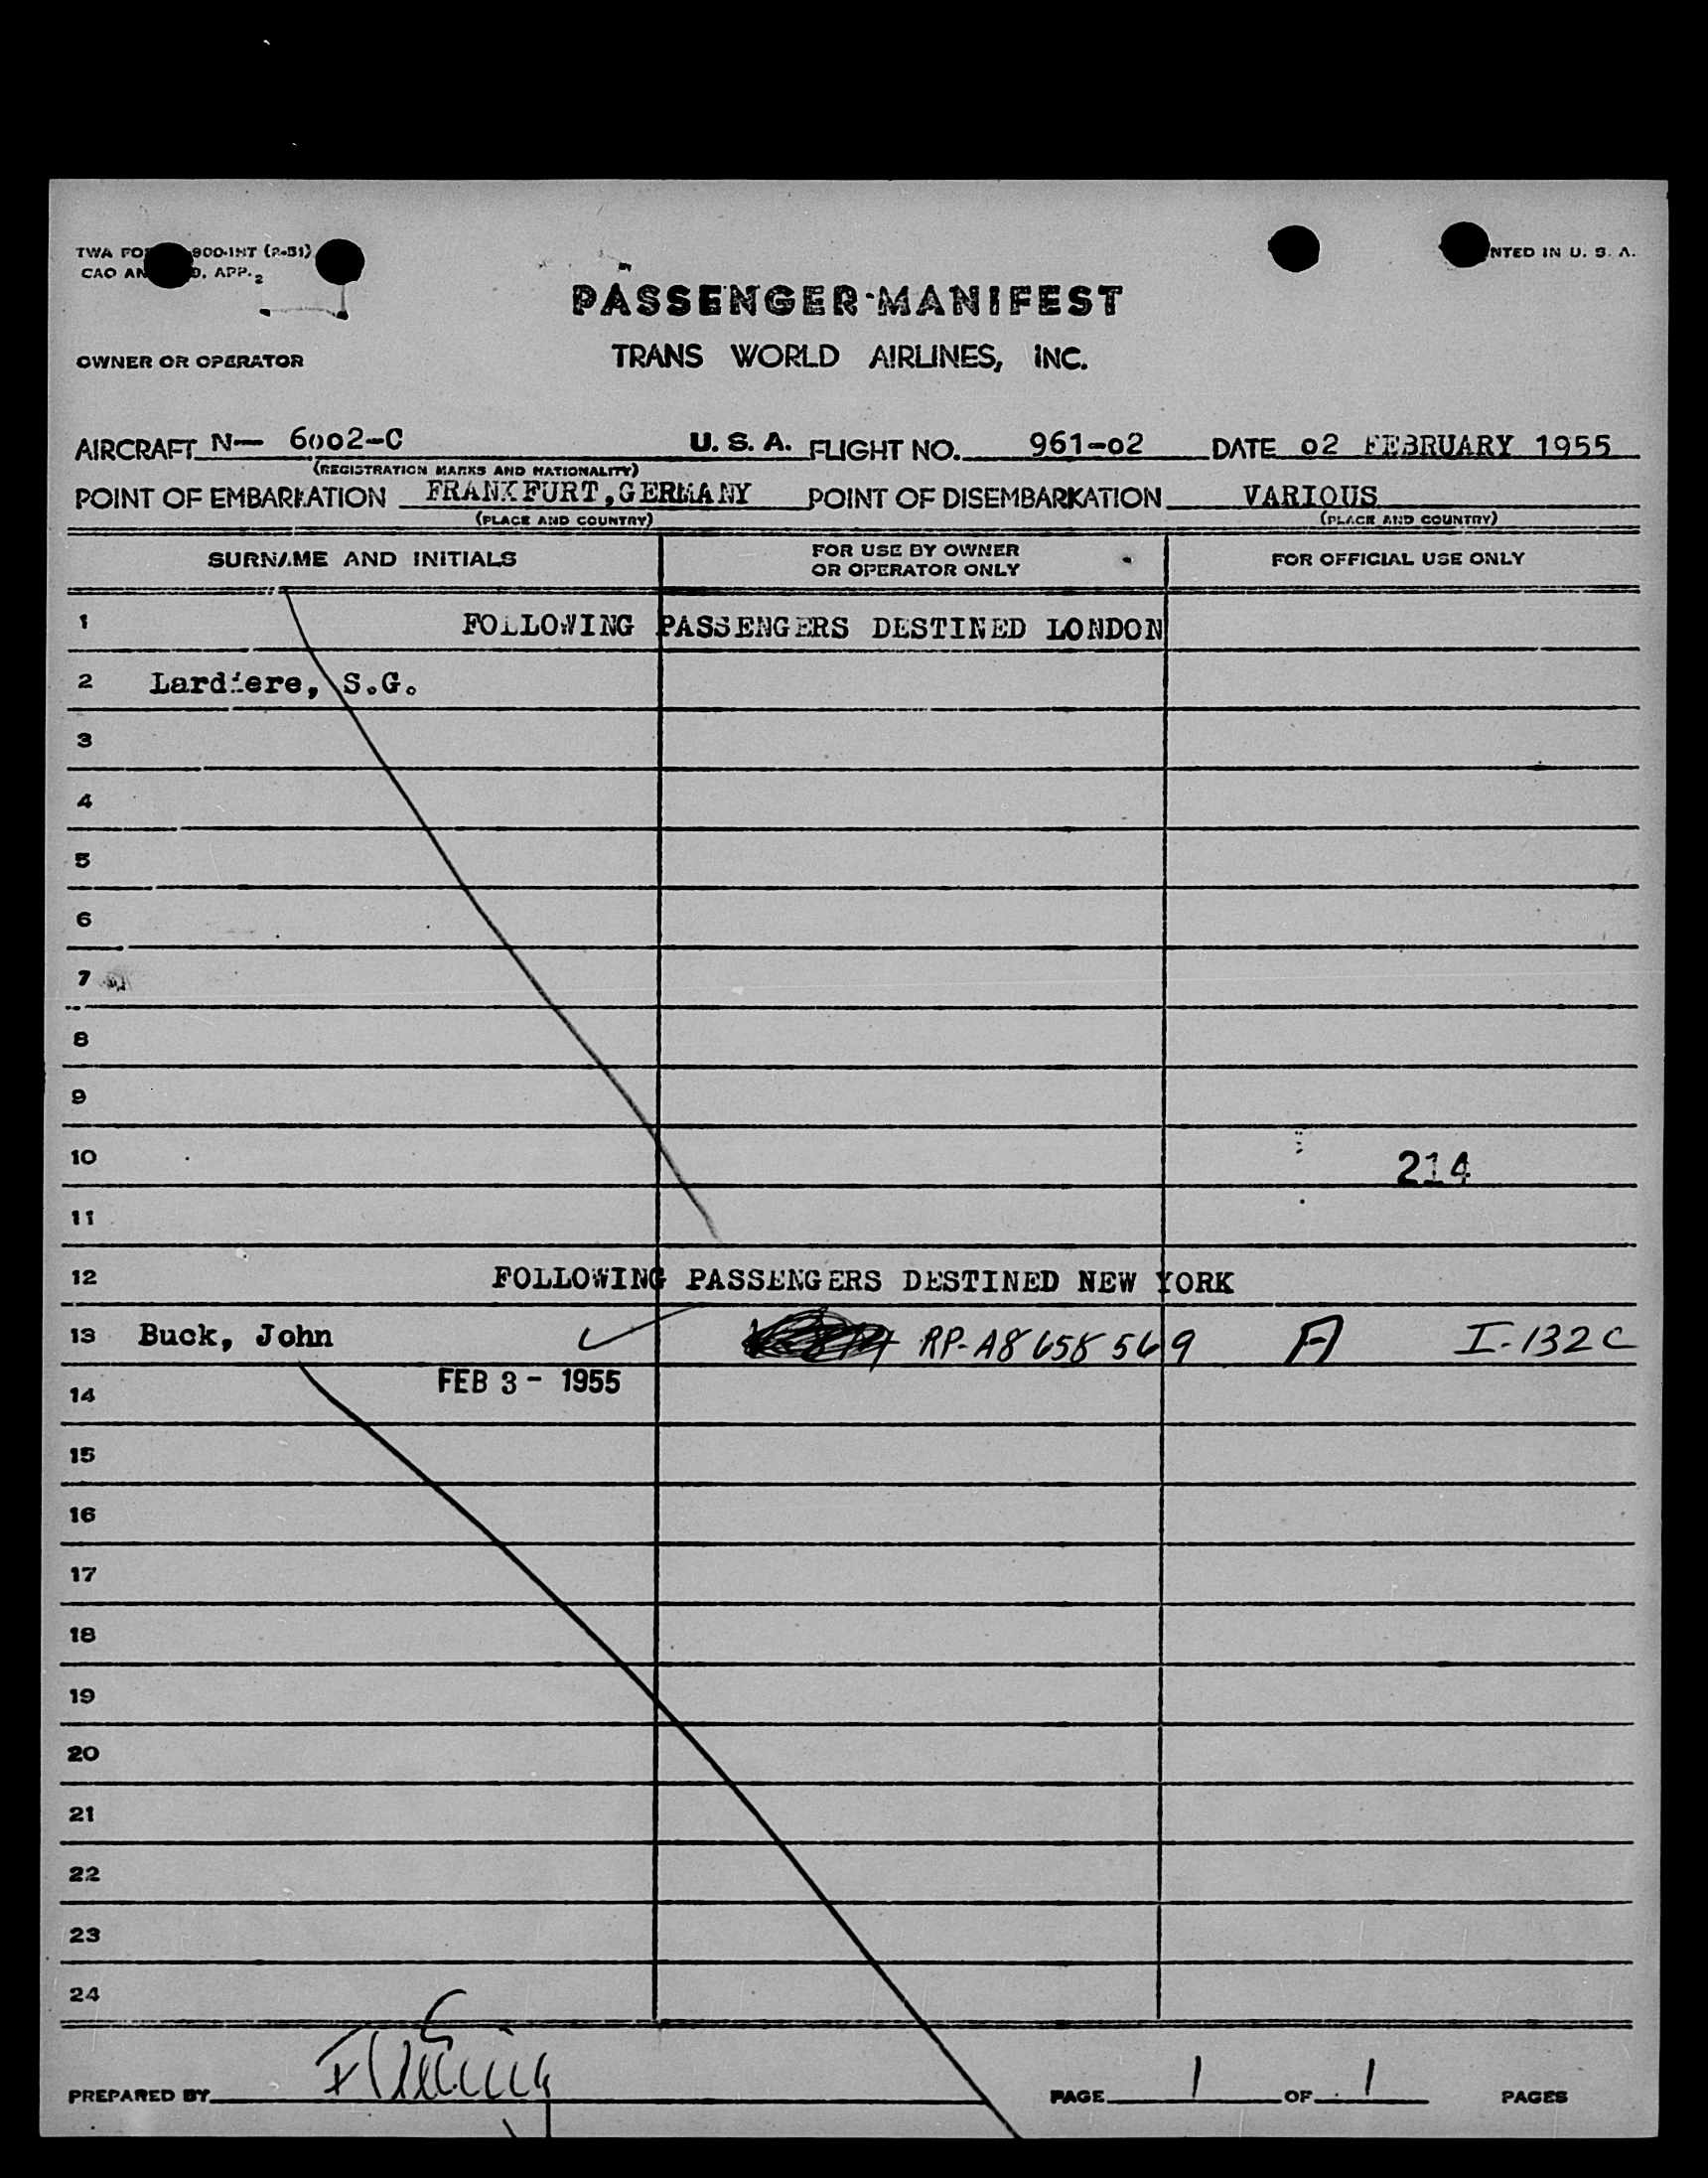 TWA FO 900-INT (2-51)
CAO AN 9, APP. 2
NTED IN U. S. A.
PASSENGER MANIFEST
OWNER OR OPERATOR TRANS WORLD AIRLINES, INC.
AIRCRAFT N— 6002-C U. S. A. FLIGHT NO. 961-02 DATE 02 FEBRUARY 1955
(REGISTRATION MARKS AND NATIONALITY)
POINT OF EMBARKATION FRANKFURT,GERMANY POINT OF DISEMBARKATION VARIOUS
(PLACE AND COUNTRY) (PLACE AND COUNTRY)
SURNAME AND INITIALS FOR USE BY OWNER OR OPERATOR ONLY FOR OFFICIAL USE ONLY
1 FOLLOWING PASSENGERS DESTINED LONDON
2 Lardiere, S.G.
3
4
5
6
7
8
9
10 214
11
12 FOLLOWING PASSENGERS DESTINED NEW YORK
13 Buck, John RP-A8 658 569 A I-132C
14 FEB 3 - 1955
15
16
17
18
19
20
21
22
23
24
PREPARED BY PAGE 1 OF 1 PAGES